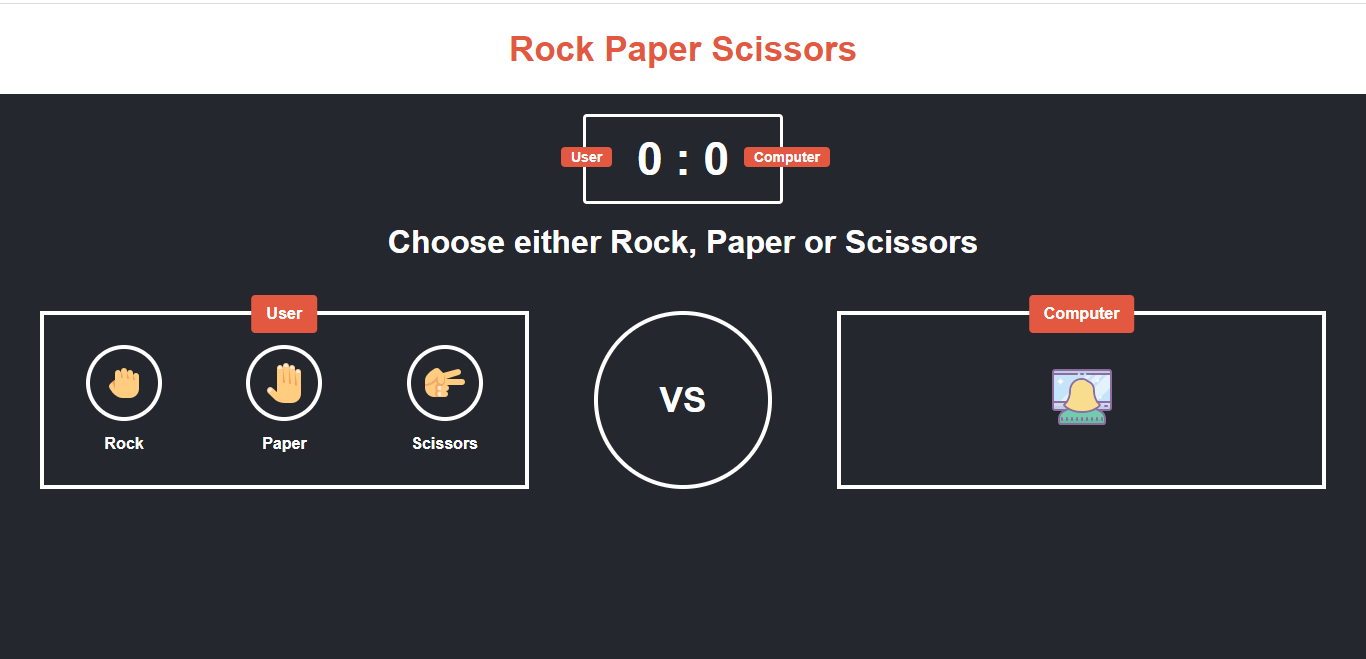 Rock Paper Scissors
User 0 : 0 Computer
Choose either Rock, Paper or Scissors
User
Rock Paper Scissors
VS
Computer